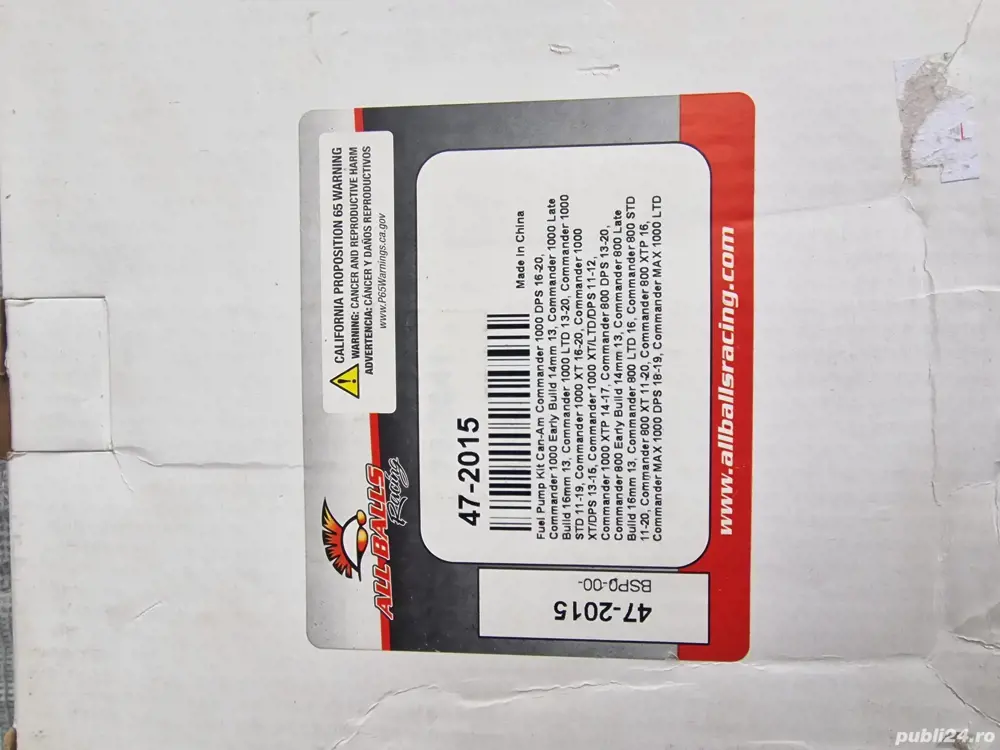 ALL-BALLS
Racing
CALIFORNIA PROPOSITION 65 WARNING
WARNING: CANCER AND REPRODUCTIVE HARM
ADVERTENCIA: CÁNCER Y DAÑOS REPRODUCTIVOS
www.P65Warnings.ca.gov
47-2015
Made In China
Fuel Pump Kit Can-Am Commander 1000 DPS 16-20,
Commander 1000 Early Build 14mm 13, Commander 1000 Late
Build 16mm 13, Commander 1000 LTD 13-20, Commander 1000
STD 11-19, Commander 1000 XT 16-20, Commander 1000
XT/DPS 13-15, Commander 1000 XT/LTD/DPS 11-12,
Commander 1000 XTP 14-17, Commander 800 DPS 13-20,
Commander 800 Early Build 14mm 13, Commander 800 Late
Build 16mm 13, Commander 800 LTD 16, Commander 800 STD
11-20, Commander 800 XT 11-20, Commander 800 XTP 16,
Commander MAX 1000 DPS 18-19, Commander MAX 1000 LTD
47-2015
BSP0-00-
www.allballsracing.com
publi24.ro